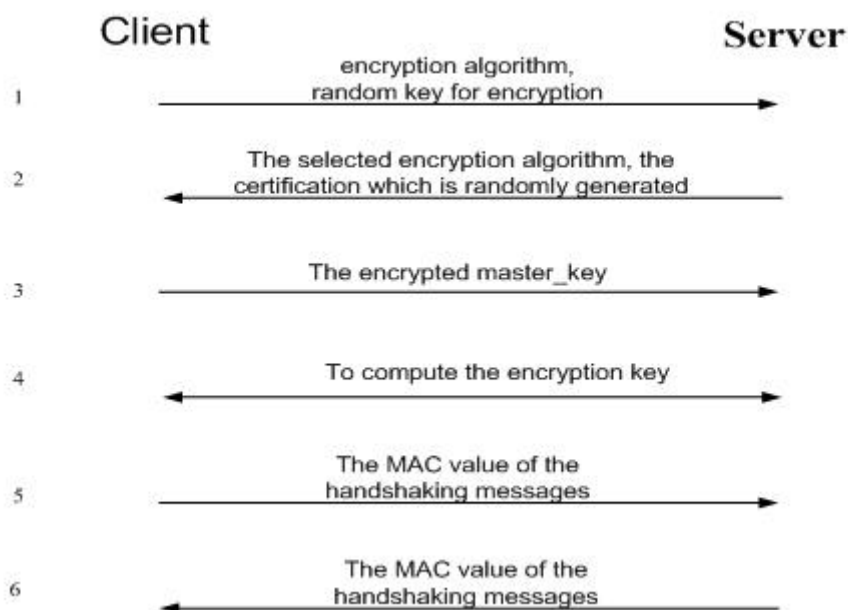 Client
Server
1
encryption algorithm,
random key for encryption
2
The selected encryption algorithm, the
certification which is randomly generated
3
The encrypted master_key
4
To compute the encryption key
5
The MAC value of the
handshaking messages
6
The MAC value of the
handshaking messages